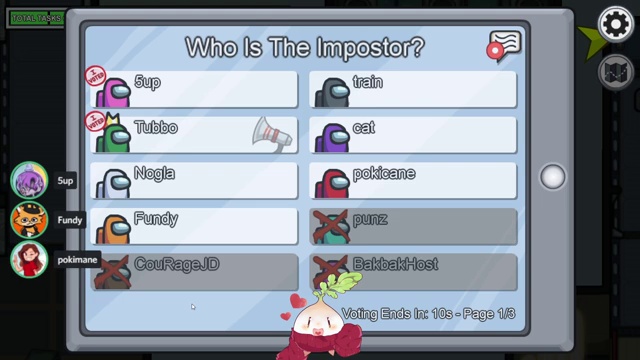 TOTAL TASKS
Who Is The Impostor?
I VOTED
5up
train
I VOTED
Tubbo
cat
Nogla
pokicane
Fundy
punz
CouRageJD
BakbakHost
5up
Fundy
pokimane
Voting Ends In: 10s - Page 1/3